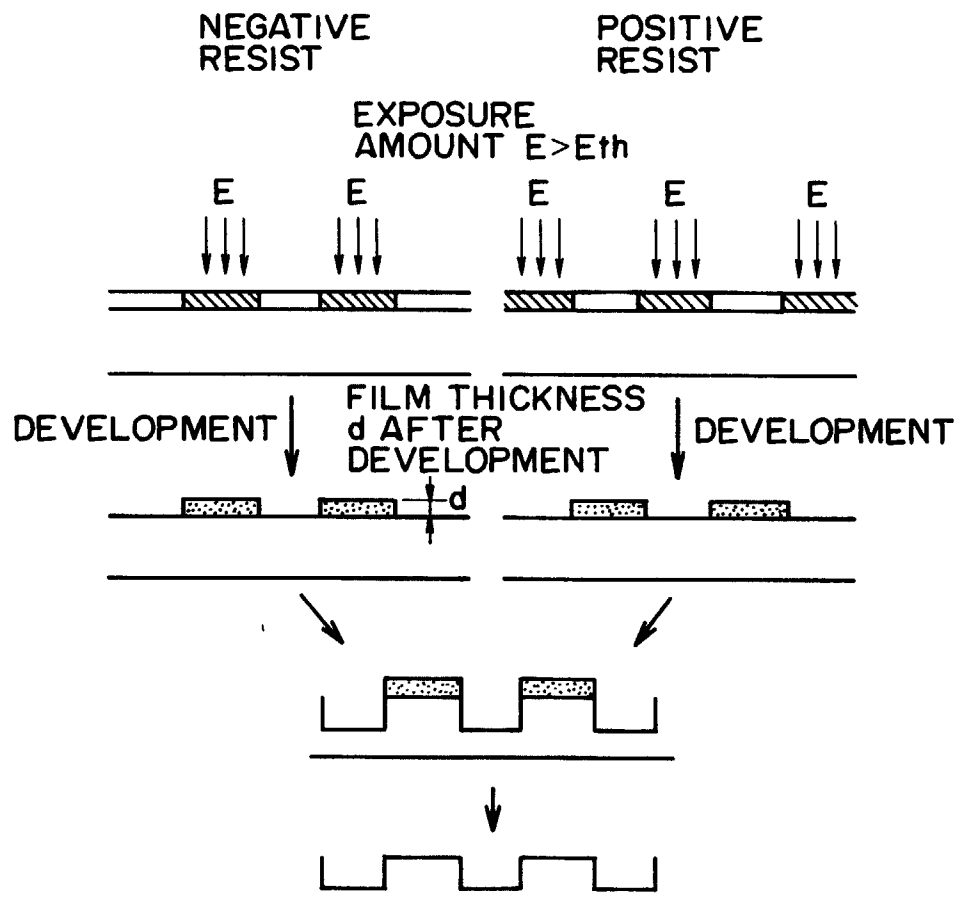 NEGATIVE
RESIST
POSITIVE
RESIST
EXPOSURE
AMOUNT E>Eth
E
E
E
E
E
DEVELOPMENT
FILM THICKNESS
d AFTER
DEVELOPMENT
DEVELOPMENT
d